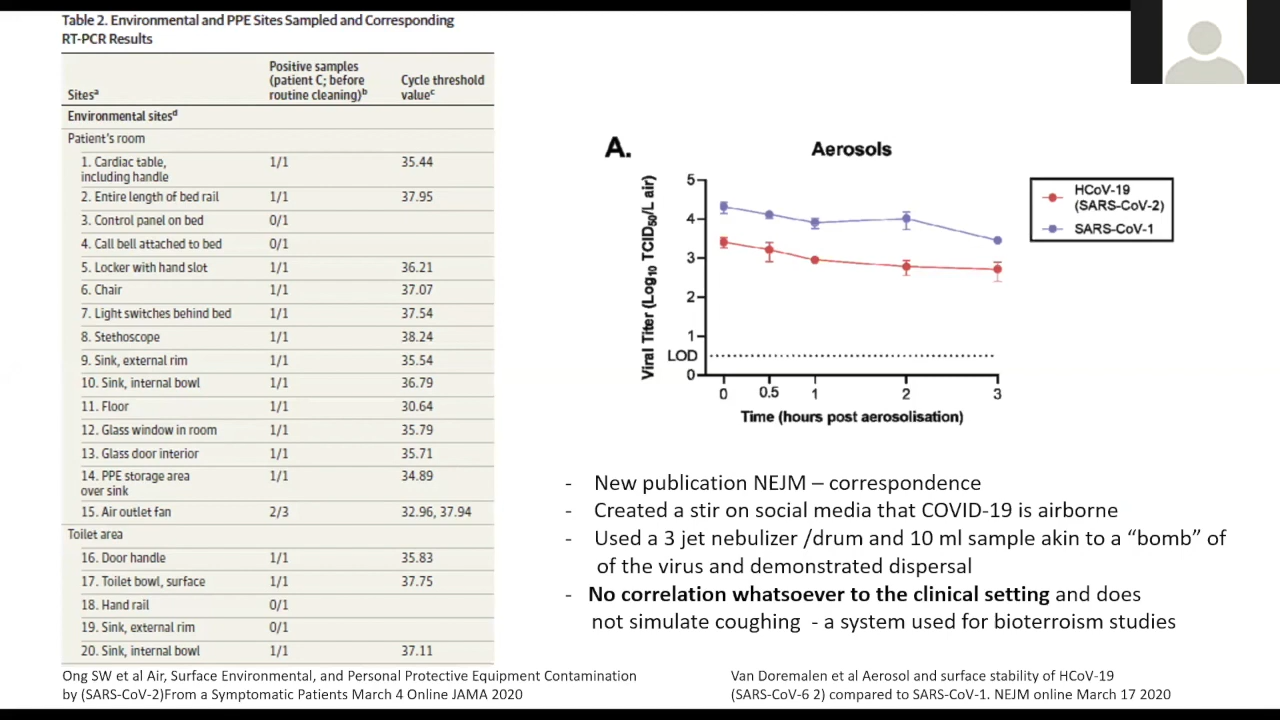 Table 2. Environmental and PPE Sites Sampled and Corresponding
RT-PCR Results
Sitesa
Positive samples
(patient C; before
routine cleaning)b
Cycle threshold
valuec
Environmental sitesd
Patient's room
1. Cardiac table,
including handle
1/1
35.44
2. Entire length of bed rail
1/1
37.95
3. Control panel on bed
0/1
4. Call bell attached to bed
0/1
5. Locker with hand slot
1/1
36.21
6. Chair
1/1
37.07
7. Light switches behind bed
1/1
37.54
8. Stethoscope
1/1
38.24
9. Sink, external rim
1/1
35.54
10. Sink, internal bowl
1/1
36.79
11. Floor
1/1
30.64
12. Glass window in room
1/1
35.79
13. Glass door interior
1/1
35.71
14. PPE storage area
over sink
1/1
34.89
15. Air outlet fan
2/3
32.96, 37.94
Toilet area
16. Door handle
1/1
35.83
17. Toilet bowl, surface
1/1
37.75
18. Hand rail
0/1
19. Sink, external rim
0/1
20. Sink, internal bowl
1/1
37.11
Ong SW et al Air, Surface Environmental, and Personal Protective Equipment Contamination
by (SARS-CoV-2)From a Symptomatic Patients March 4 Online JAMA 2020
A.
Aerosols
Viral Titer (Log10 TCID50/L air)
5
4
3
2
1
LOD
0
0
0.5
1
2
3
Time (hours post aerosolisation)
HCoV-19
(SARS-CoV-2)
SARS-CoV-1
- New publication NEJM – correspondence
- Created a stir on social media that COVID-19 is airborne
- Used a 3 jet nebulizer /drum and 10 ml sample akin to a “bomb” of
of the virus and demonstrated dispersal
- No correlation whatsoever to the clinical setting and does
not simulate coughing - a system used for bioterroism studies
Van Doremalen et al Aerosol and surface stability of HCoV-19
(SARS-CoV-6 2) compared to SARS-CoV-1. NEJM online March 17 2020